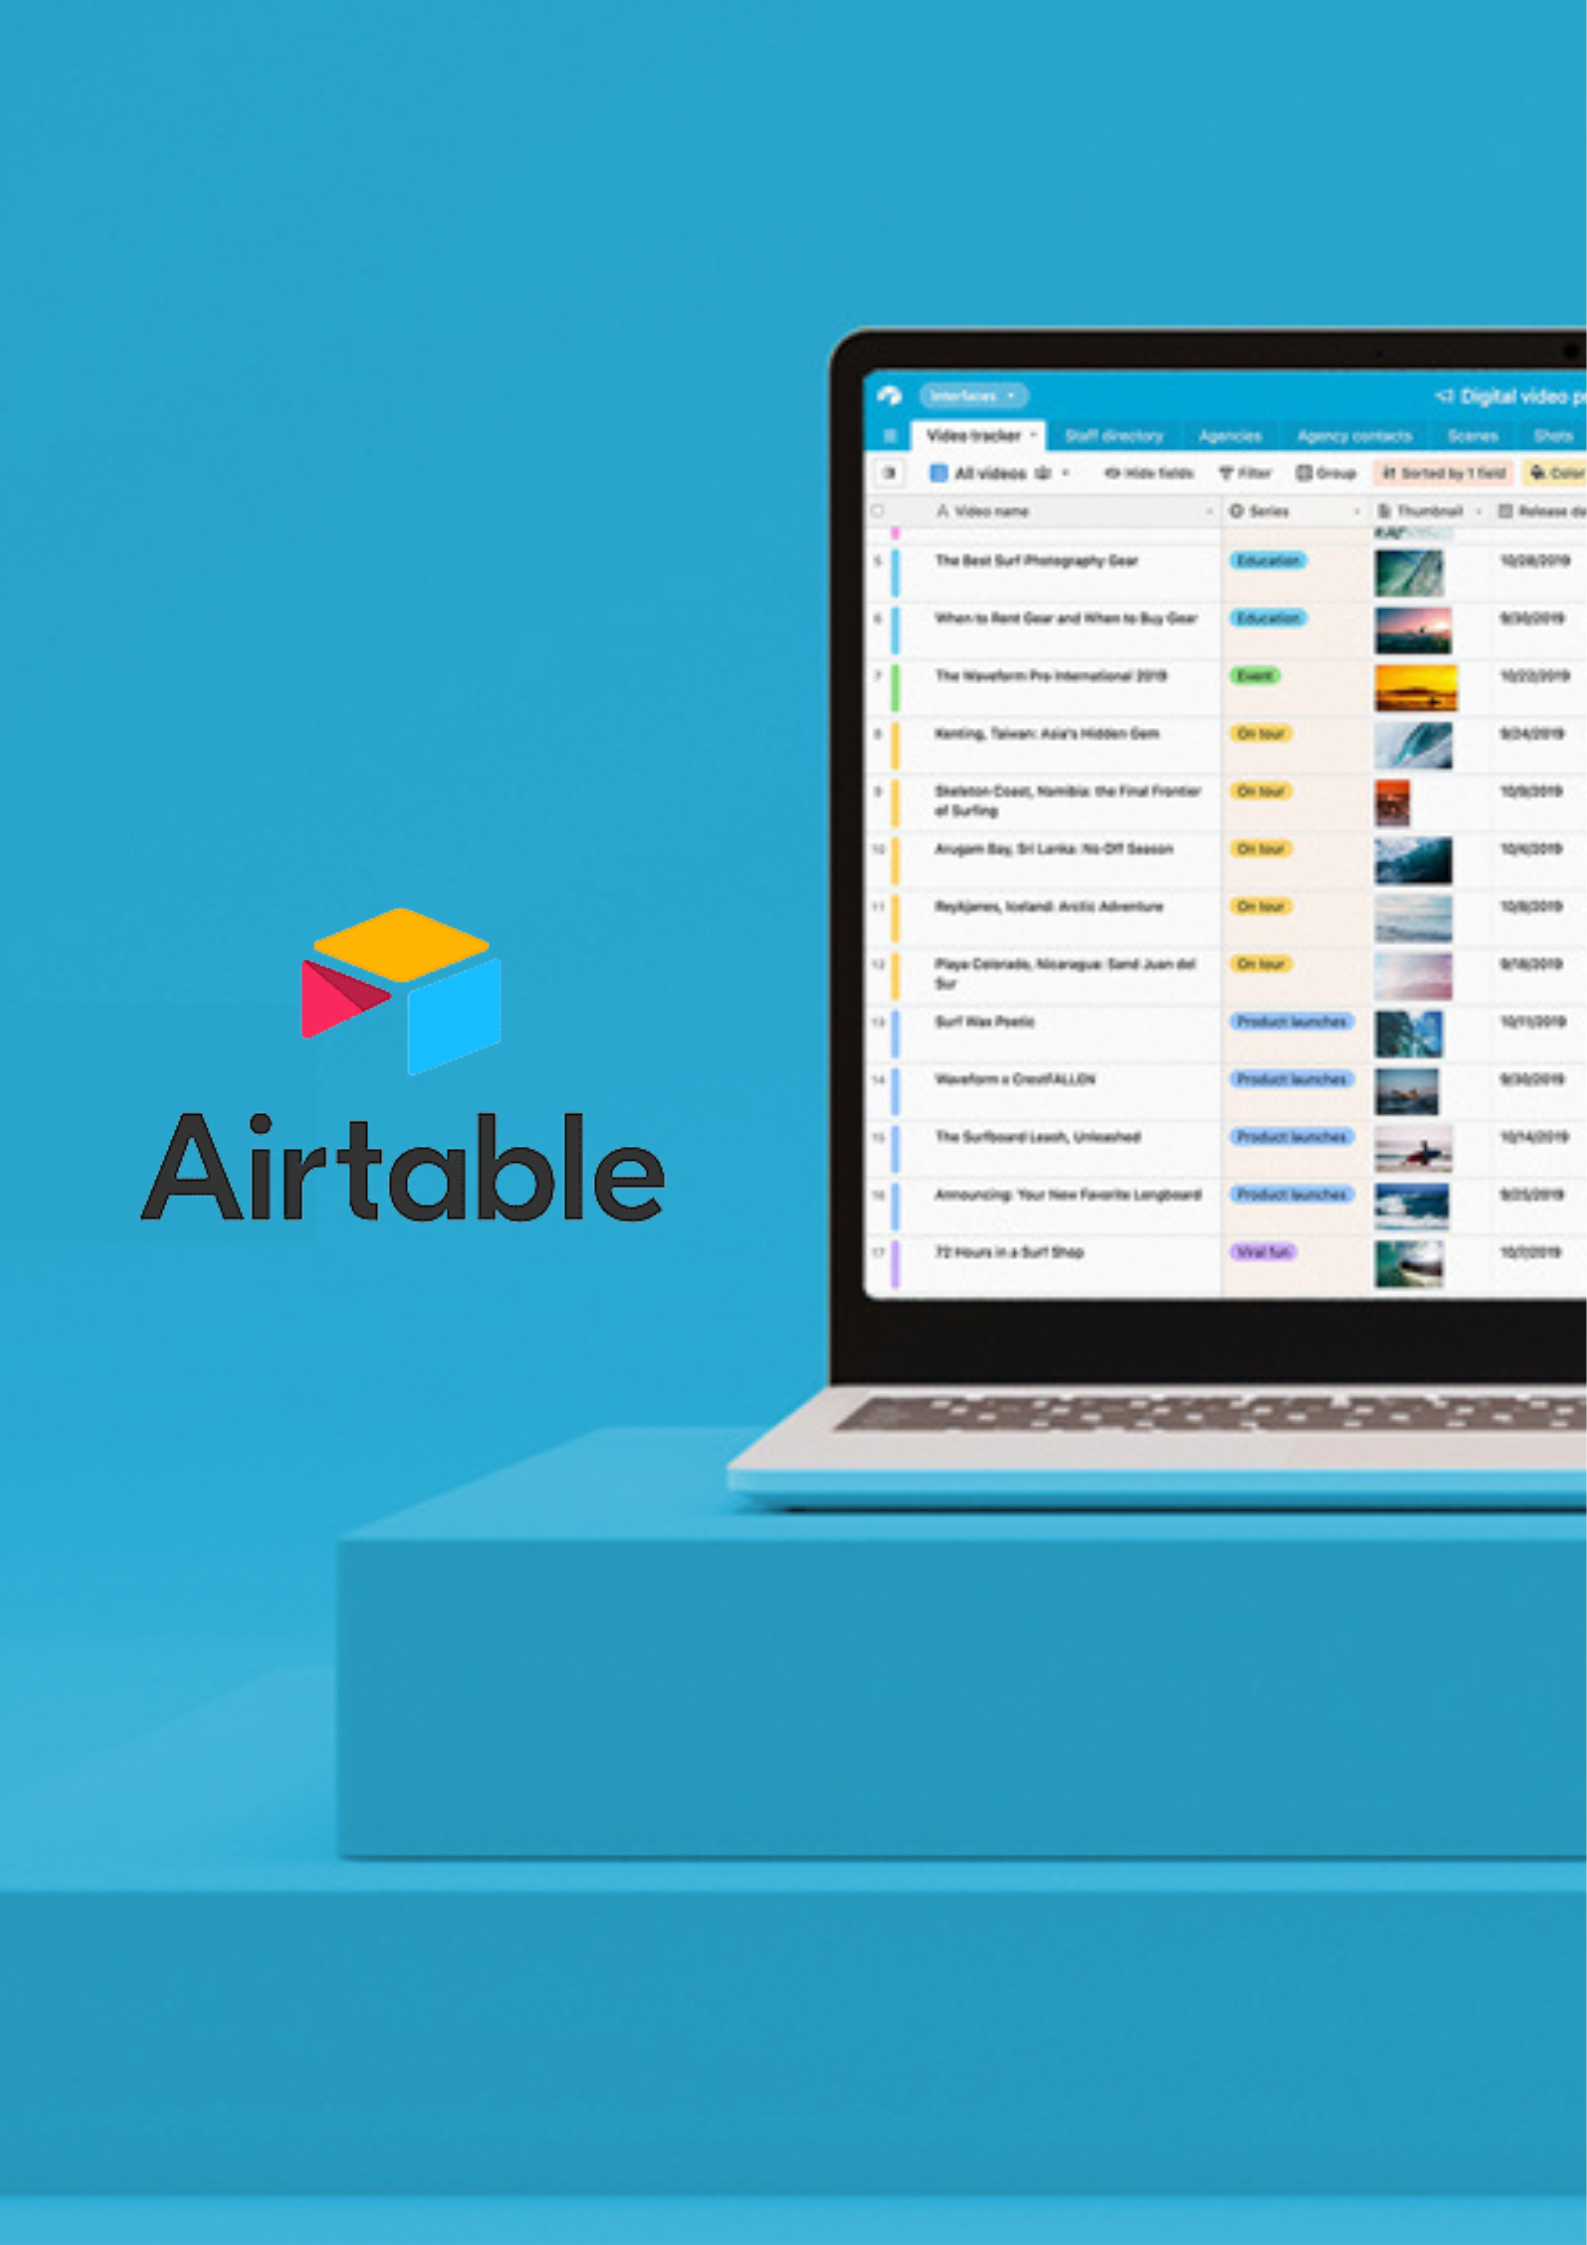 Airtable
Interfaces
Digital video p
Video tracker Staff directory Agencies Agency contacts Scenes Shots
All videos Hide fields Filter Group Sorted by 1 field Color
Video name Series Thumbnail Release da
5 The Best Surf Photography Gear Education 10/28/2019
6 When to Rent Gear and When to Buy Gear Education 9/30/2019
7 The Waveform Pro International 2019 Event 10/22/2019
8 Kenting, Taiwan: Asia's Hidden Gem On tour 9/24/2019
9 Skeleton Coast, Namibia: the Final Frontier On tour 10/9/2019
of Surfing
10 Arugam Bay, Sri Lanka: No Off Season On tour 10/4/2019
11 Reykjanes, Iceland: Arctic Adventure On tour 10/8/2019
12 Playa Colorado, Nicaragua: Sand Juan del On tour 9/18/2019
Sur
13 Surf Wax Poetic Product launches 10/11/2019
14 Waveform x CrestFALLEN Product launches 9/30/2019
15 The Surfboard Leash, Unleashed Product launches 10/14/2019
16 Announcing: Your New Favorite Longboard Product launches 9/25/2019
17 72 Hours in a Surf Shop Viral fun 10/7/2019